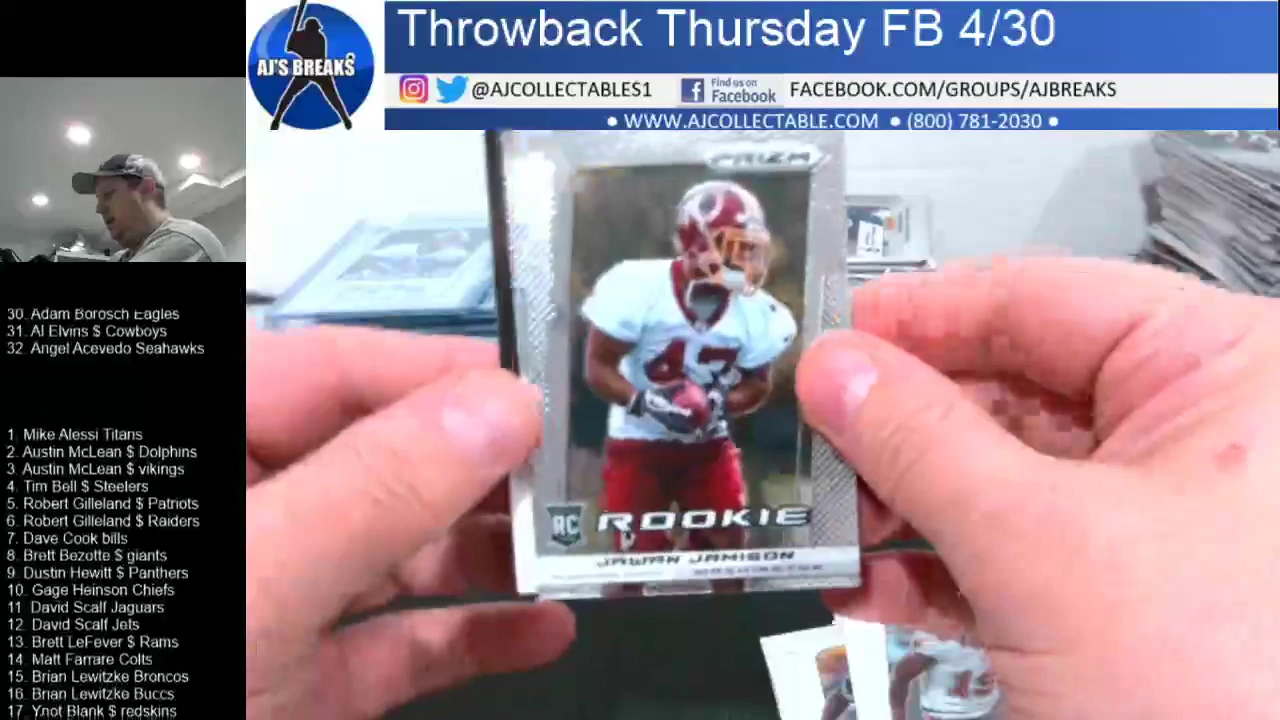 Throwback Thursday FB 4/30
AJ'S BREAKS
@AJCOLLECTABLES1
Find us on
Facebook
FACEBOOK.COM/GROUPS/AJBREAKS
• WWW.AJCOLLECTABLE.COM • (800) 781-2030 •
PRIZM
47
RC
ROOKIE
JAWAN JAMISON
30. Adam Borosch Eagles
31. Al Elvins $ Cowboys
32. Angel Acevedo Seahawks
1. Mike Alessi Titans
2. Austin McLean $ Dolphins
3. Austin McLean $ vikings
4. Tim Bell $ Steelers
5. Robert Gilleland $ Patriots
6. Robert Gilleland $ Raiders
7. Dave Cook bills
8. Brett Bezotte $ giants
9. Dustin Hewitt $ Panthers
10. Gage Heinson Chiefs
11. David Scalf Jaguars
12. David Scalf Jets
13. Brett LeFever $ Rams
14. Matt Farrare Colts
15. Brian Lewitzke Broncos
16. Brian Lewitzke Buccs
17. Ynot Blank $ redskins